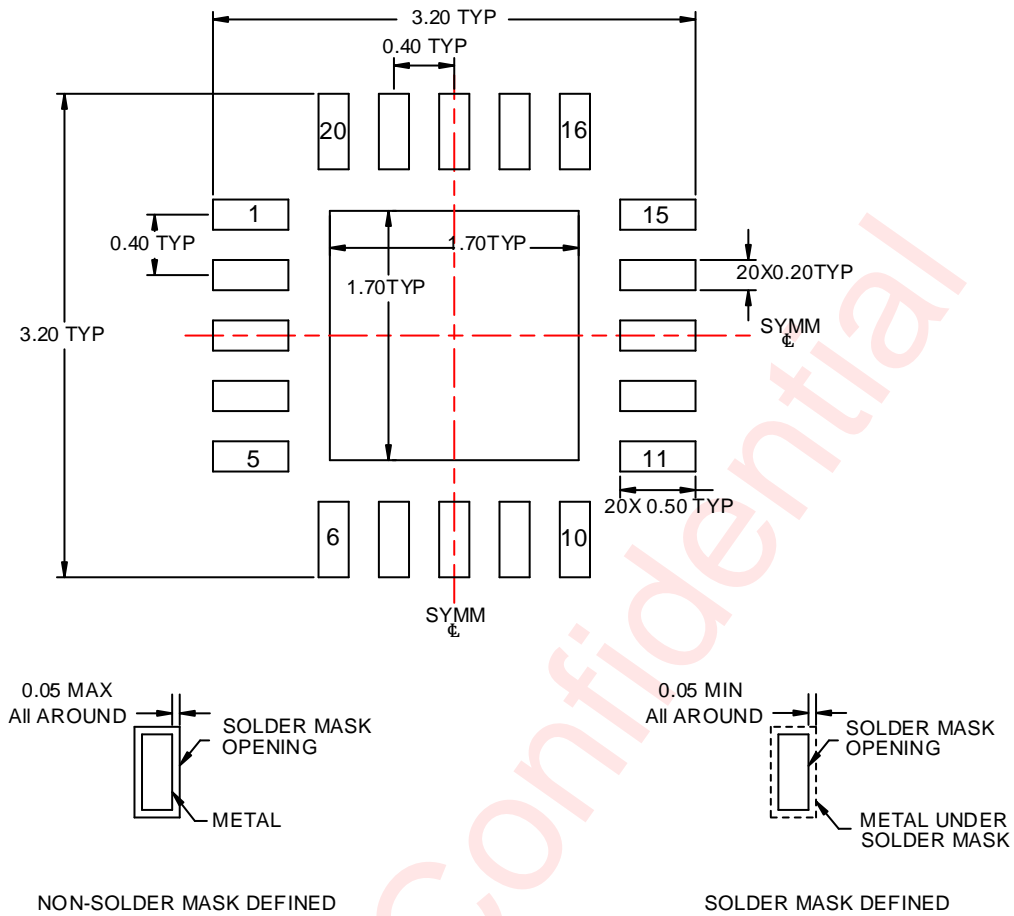 3.20 TYP
0.40 TYP
20
16
1
15
0.40 TYP
1.70TYP
20X0.20TYP
1.70TYP
3.20 TYP
SYMM
℄
5
11
20X 0.50 TYP
6
10
SYMM
℄
0.05 MAX
All AROUND
SOLDER MASK
OPENING
METAL
NON-SOLDER MASK DEFINED
0.05 MIN
All AROUND
SOLDER MASK
OPENING
METAL UNDER
SOLDER MASK
SOLDER MASK DEFINED
Confidential